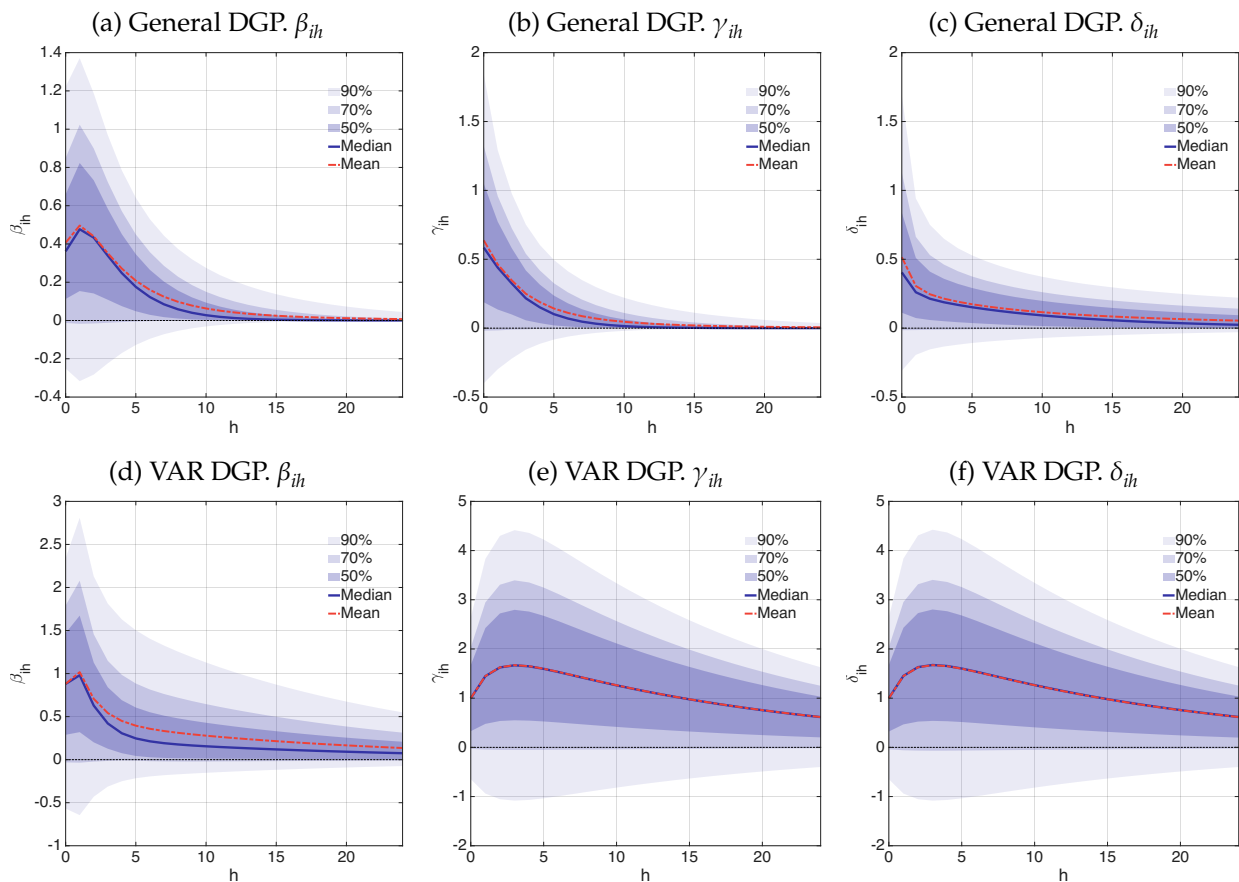 (a) General DGP. βih
1.4
1.2
1
0.8
0.6
0.4
0.2
0
-0.2
-0.4
βih
90%
70%
50%
Median
Mean
0 5 10 15 20
h
(b) General DGP. γih
2
1.5
1
0.5
0
-0.5
γih
90%
70%
50%
Median
Mean
0 5 10 15 20
h
(c) General DGP. δih
2
1.5
1
0.5
0
-0.5
δih
90%
70%
50%
Median
Mean
0 5 10 15 20
h
(d) VAR DGP. βih
3
2.5
2
1.5
1
0.5
0
-0.5
-1
βih
90%
70%
50%
Median
Mean
0 5 10 15 20
h
(e) VAR DGP. γih
5
4
3
2
1
0
-1
-2
γih
90%
70%
50%
Median
Mean
0 5 10 15 20
h
(f) VAR DGP. δih
5
4
3
2
1
0
-1
-2
δih
90%
70%
50%
Median
Mean
0 5 10 15 20
h